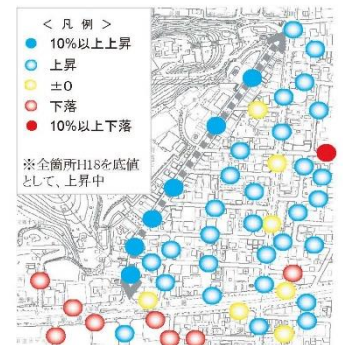 ＜ 凡 例 ＞
10％以上上昇
上昇
±0
下落
10％以上下落
※全箇所H18を底値
として、上昇中